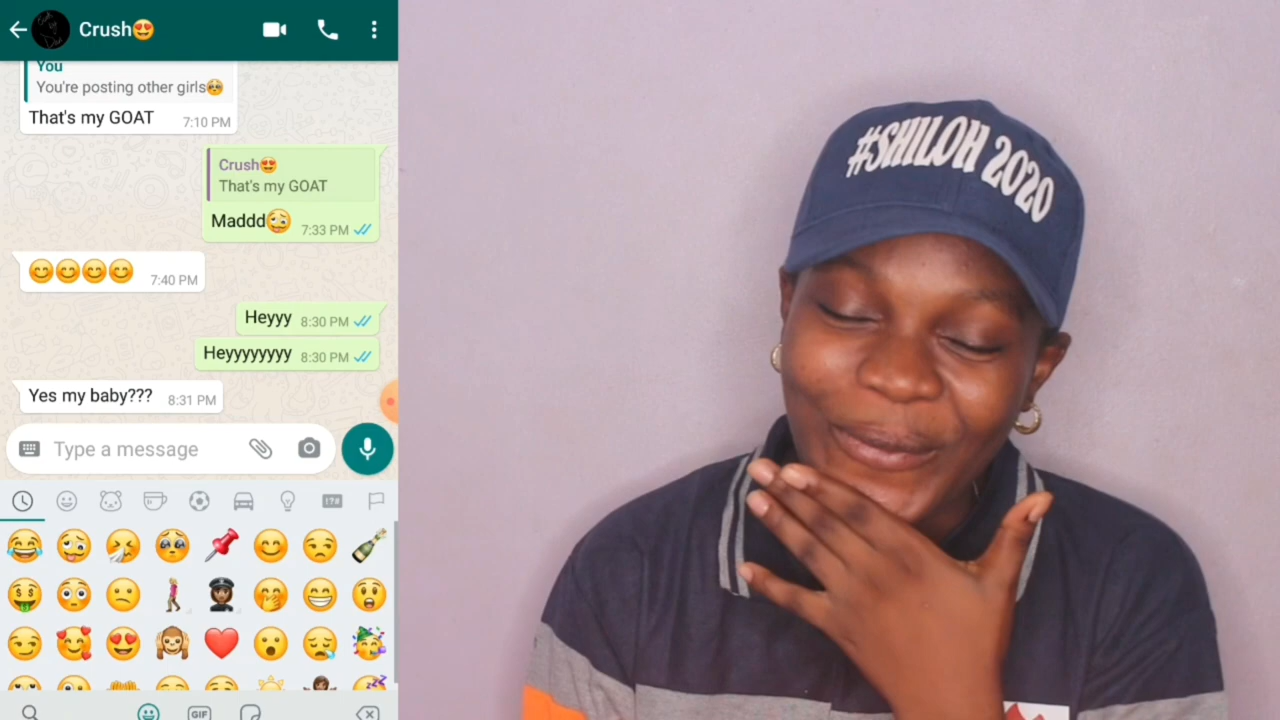 Crush😍
You
You're posting other girls🥺
That's my GOAT 7:10 PM
Crush😍
That's my GOAT
Maddd🥴 7:33 PM
😊😊😊😊 7:40 PM
Heyyy 8:30 PM
Heyyyyyyyy 8:30 PM
Yes my baby??? 8:31 PM
Type a message
!?#
GIF
#SHILOH 2020